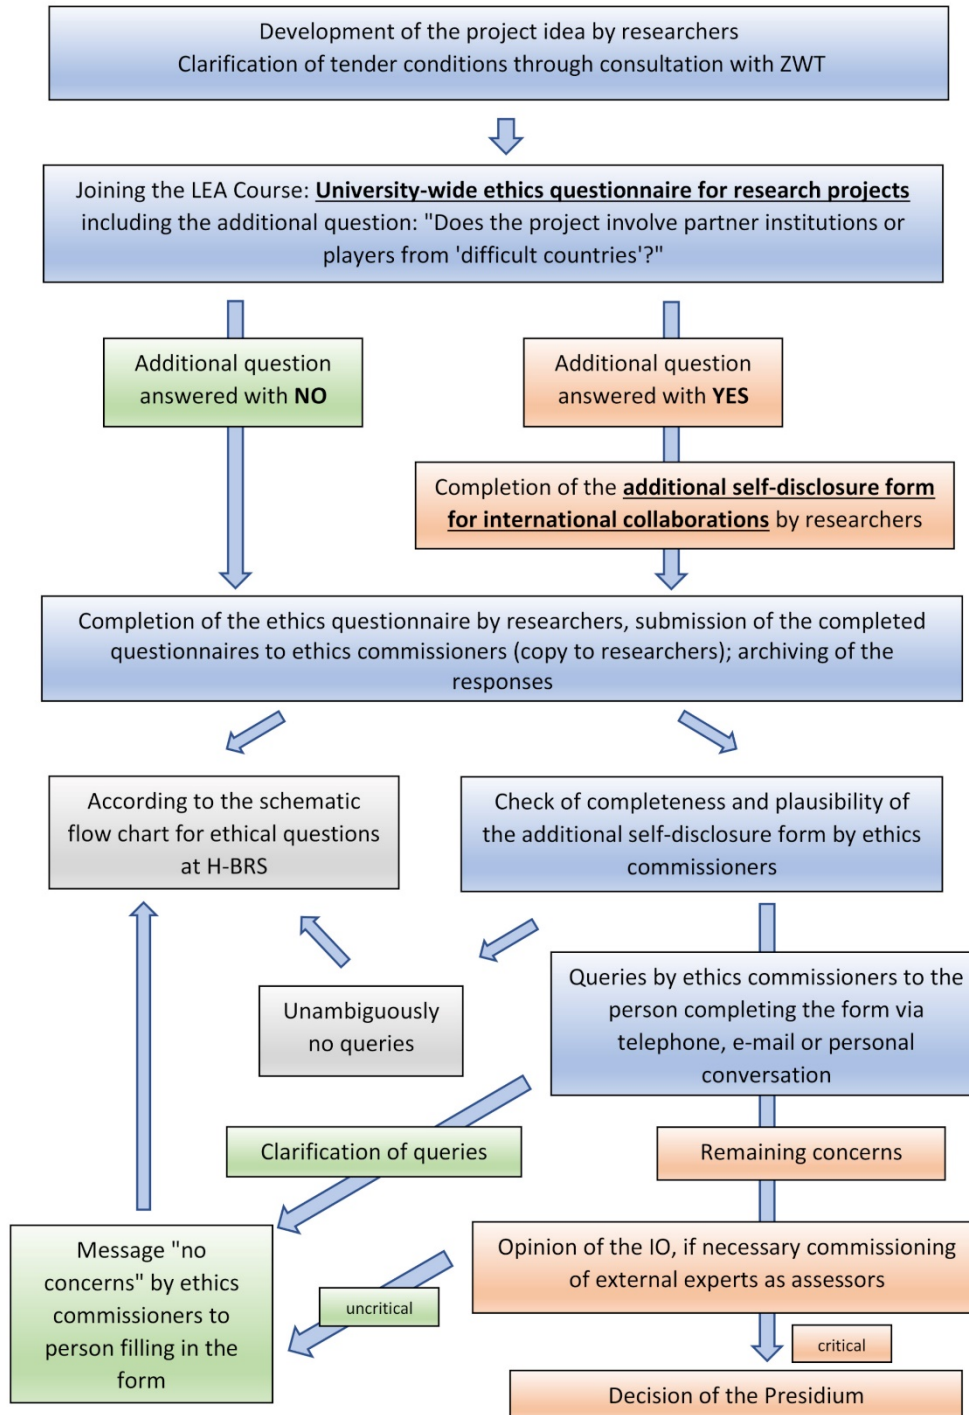 Development of the project idea by researchers
Clarification of tender conditions through consultation with ZWT
Joining the LEA Course: University-wide ethics questionnaire for research projects
including the additional question: "Does the project involve partner institutions or
players from 'difficult countries'?"
Additional question
answered with NO
Additional question
answered with YES
Completion of the additional self-disclosure form
for international collaborations by researchers
Completion of the ethics questionnaire by researchers, submission of the completed
questionnaires to ethics commissioners (copy to researchers); archiving of the
responses
According to the schematic
flow chart for ethical questions
at H-BRS
Check of completeness and plausibility of
the additional self-disclosure form by ethics
commissioners
Unambiguously
no queries
Queries by ethics commissioners to the
person completing the form via
telephone, e-mail or personal
conversation
Clarification of queries
Remaining concerns
Message "no
concerns" by ethics
commissioners to
person filling in the
form
uncritical
Opinion of the IO, if necessary commissioning
of external experts as assessors
critical
Decision of the Presidium